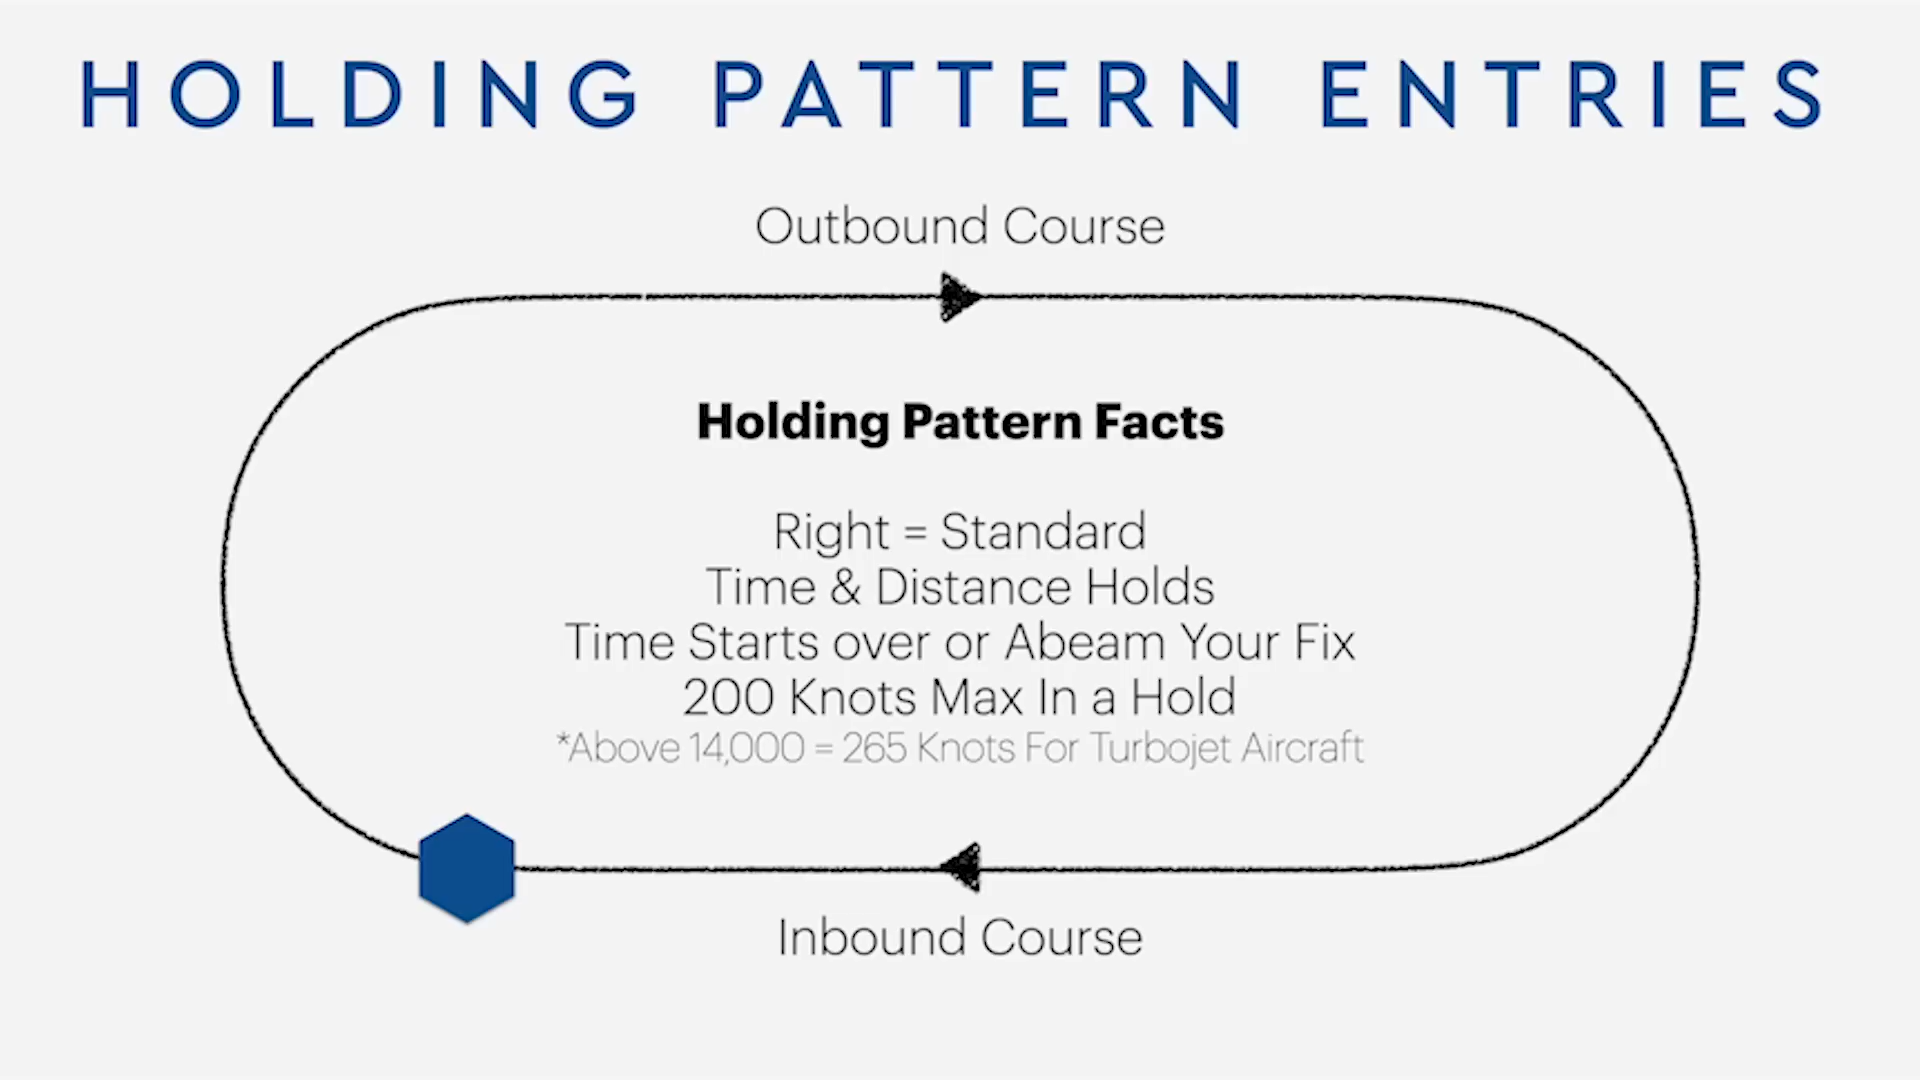 HOLDING PATTERN ENTRIES
Outbound Course
Holding Pattern Facts
Right = Standard
Time & Distance Holds
Time Starts over or Abeam Your Fix
200 Knots Max In a Hold
*Above 14,000 = 265 Knots For Turbojet Aircraft
Inbound Course